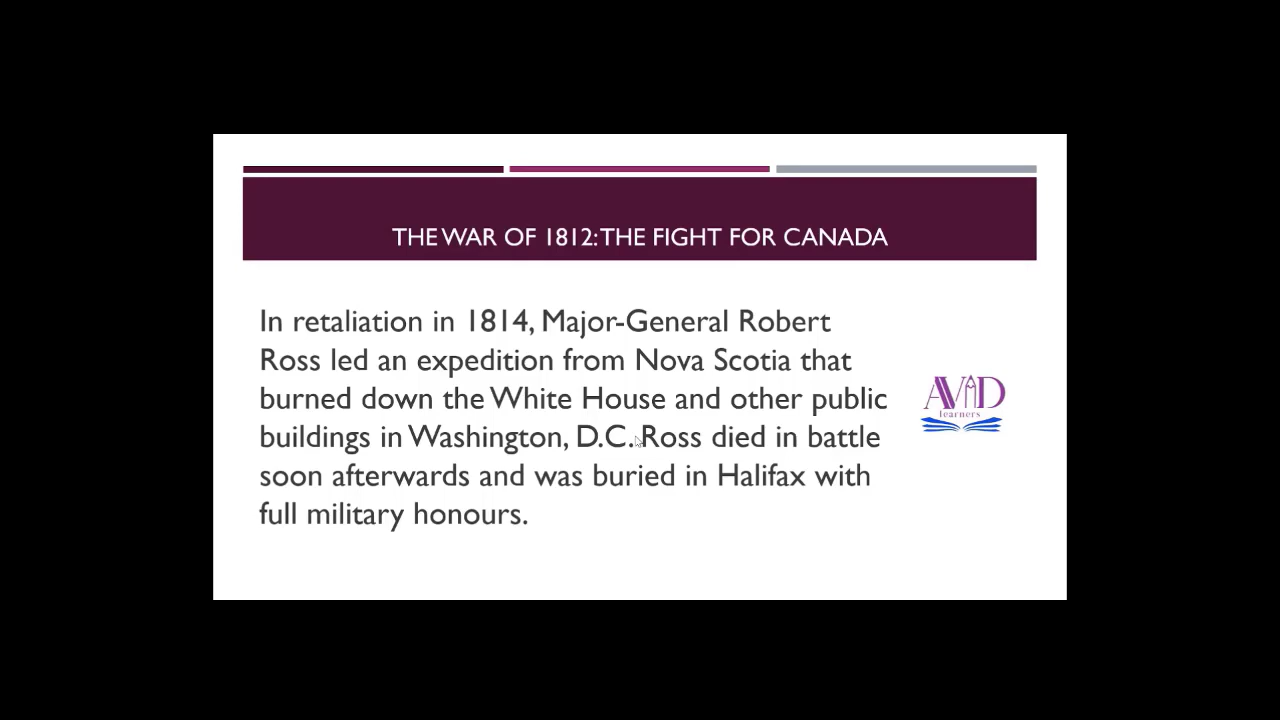 THE WAR OF 1812: THE FIGHT FOR CANADA
In retaliation in 1814, Major-General Robert
Ross led an expedition from Nova Scotia that
burned down the White House and other public
buildings in Washington, D.C. Ross died in battle
soon afterwards and was buried in Halifax with
full military honours.
AVID
learners